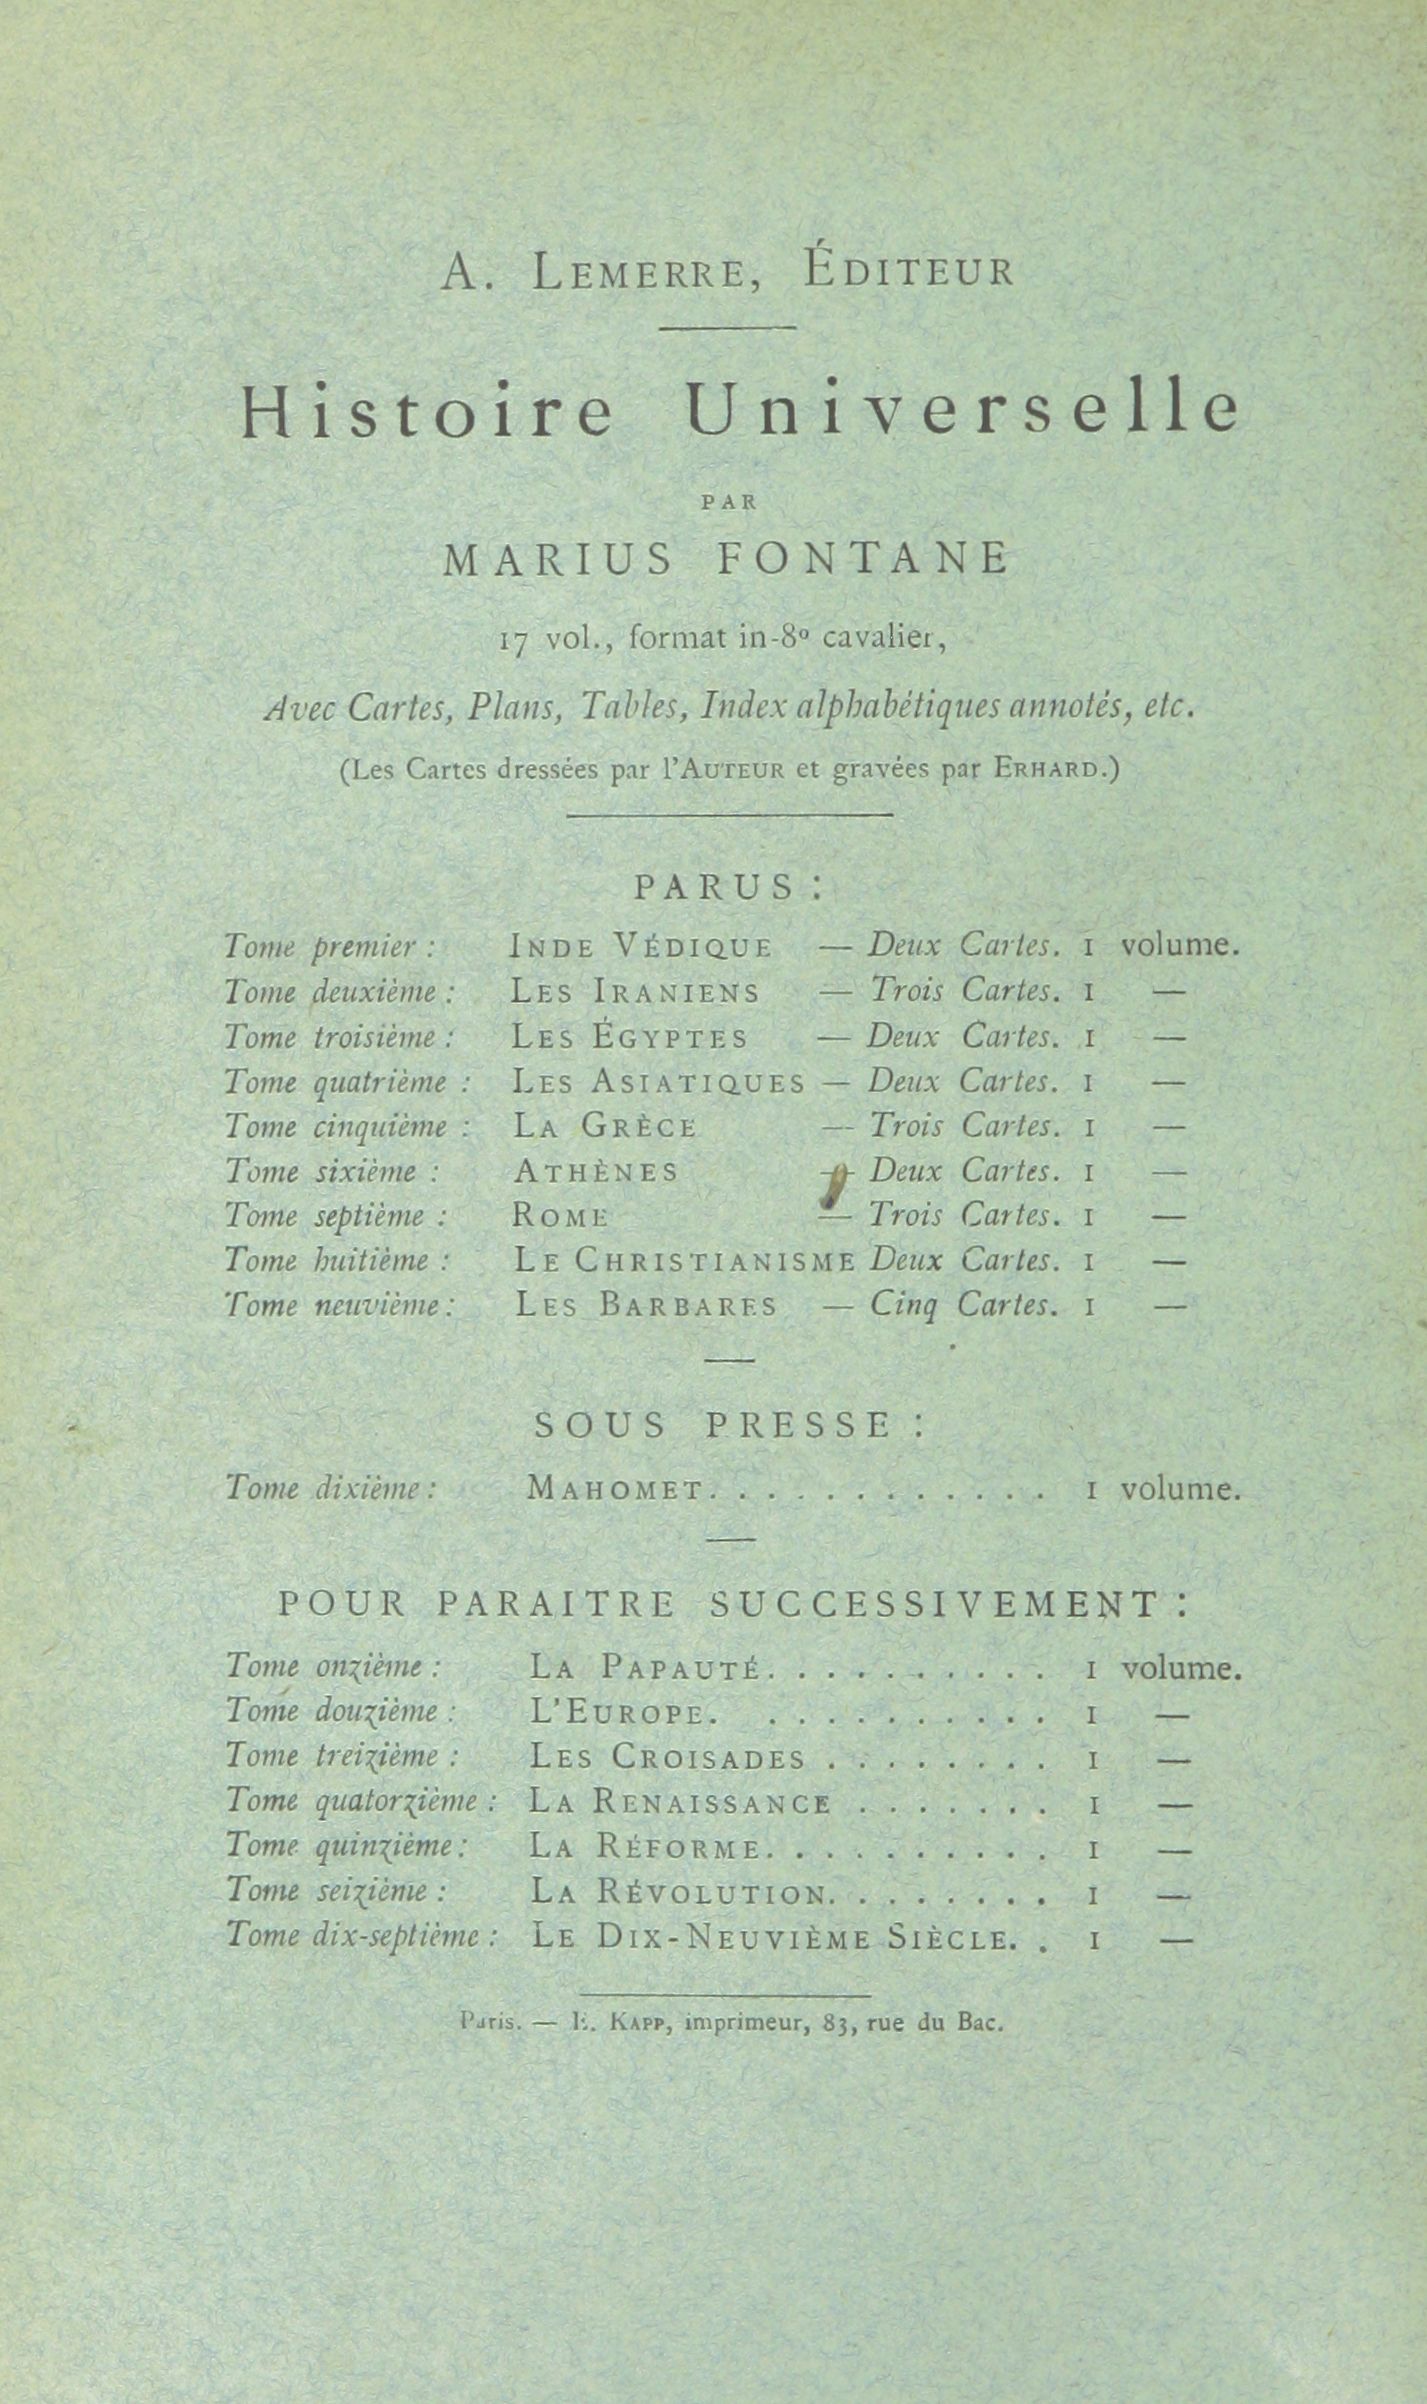 A. LEMERRE, ÉDITEUR
Histoire Universelle
PAR
MARIUS FONTANE
17 vol., format in-8º cavalier,
Avec Cartes, Plans, Tables, Index alphabétiques annotés, etc.
(Les Cartes dressées par l'AUTEUR et gravées par ERHARD.)
PARUS :
Tome premier : INDE VÉDIQUE — Deux Cartes. 1 volume.
Tome deuxième : LES IRANIENS — Trois Cartes. 1 —
Tome troisième : LES ÉGYPTES — Deux Cartes. 1 —
Tome quatrième : LES ASIATIQUES — Deux Cartes. 1 —
Tome cinquième : LA GRÈCE — Trois Cartes. 1 —
Tome sixième : ATHÈNES — Deux Cartes. 1 —
Tome septième : ROME — Trois Cartes. 1 —
Tome huitième : LE CHRISTIANISME Deux Cartes. 1 —
Tome neuvième : LES BARBARES — Cinq Cartes. 1 —
SOUS PRESSE :
Tome dixième : MAHOMET. . . . . . . . . . . . 1 volume.
POUR PARAITRE SUCCESSIVEMENT :
Tome onzième : LA PAPAUTÉ. . . . . . . . . . 1 volume.
Tome douzième : L'EUROPE. . . . . . . . . . . 1 —
Tome treizième : LES CROISADES . . . . . . . . 1 —
Tome quatorzième : LA RENAISSANCE . . . . . . . 1 —
Tome quinzième : LA RÉFORME. . . . . . . . . . 1 —
Tome seizième : LA RÉVOLUTION. . . . . . . . 1 —
Tome dix-septième : LE DIX-NEUVIÈME SIÈCLE. . 1 —
Paris. — E. KAPP, imprimeur, 83, rue du Bac.